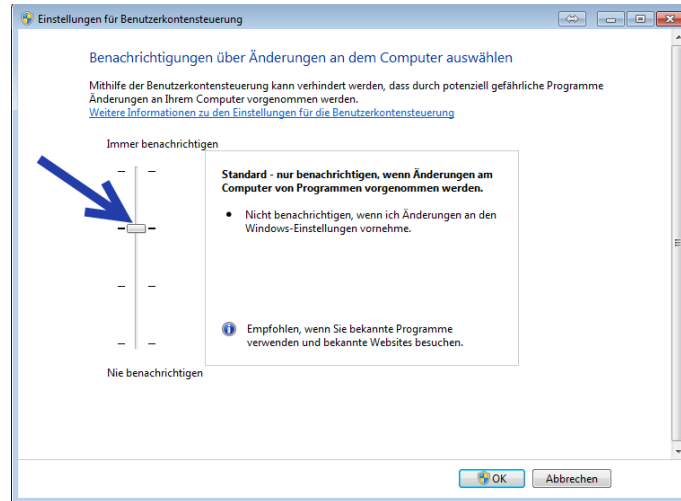 Einstellungen für Benutzerkontensteuerung
Benachrichtigungen über Änderungen an dem Computer auswählen
Mithilfe der Benutzerkontensteuerung kann verhindert werden, dass durch potenziell gefährliche Programme
Änderungen an Ihrem Computer vorgenommen werden.
Weitere Informationen zu den Einstellungen für die Benutzerkontensteuerung
Immer benachrichtigen
Standard - nur benachrichtigen, wenn Änderungen am
Computer von Programmen vorgenommen werden.
• Nicht benachrichtigen, wenn ich Änderungen an den
Windows-Einstellungen vornehme.
Empfohlen, wenn Sie bekannte Programme
verwenden und bekannte Websites besuchen.
Nie benachrichtigen
OK
Abbrechen